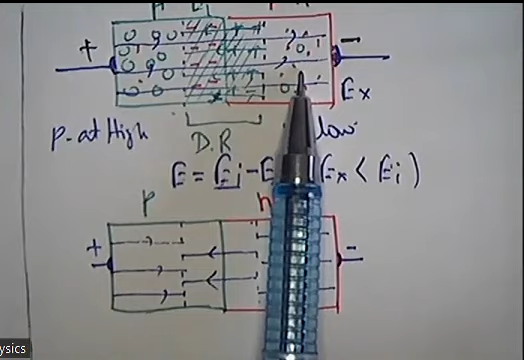 + -
Ex
P-at High low
D.R
E = Ei - E (Ex < Ei)
P n
+ -
ysics